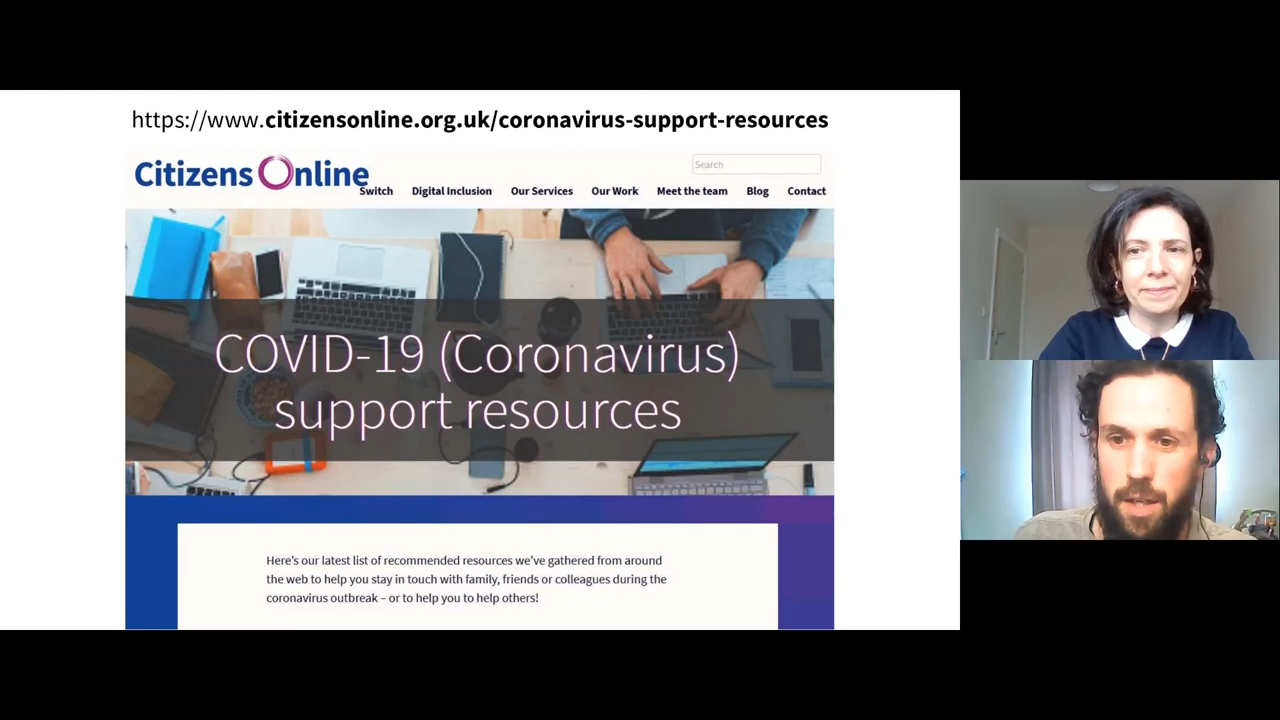 https://www.citizensonline.org.uk/coronavirus-support-resources
Citizens Online
Search
Switch Digital Inclusion Our Services Our Work Meet the team Blog Contact
COVID-19 (Coronavirus)
support resources
Here's our latest list of recommended resources we've gathered from around
the web to help you stay in touch with family, friends or colleagues during the
coronavirus outbreak – or to help you to help others!